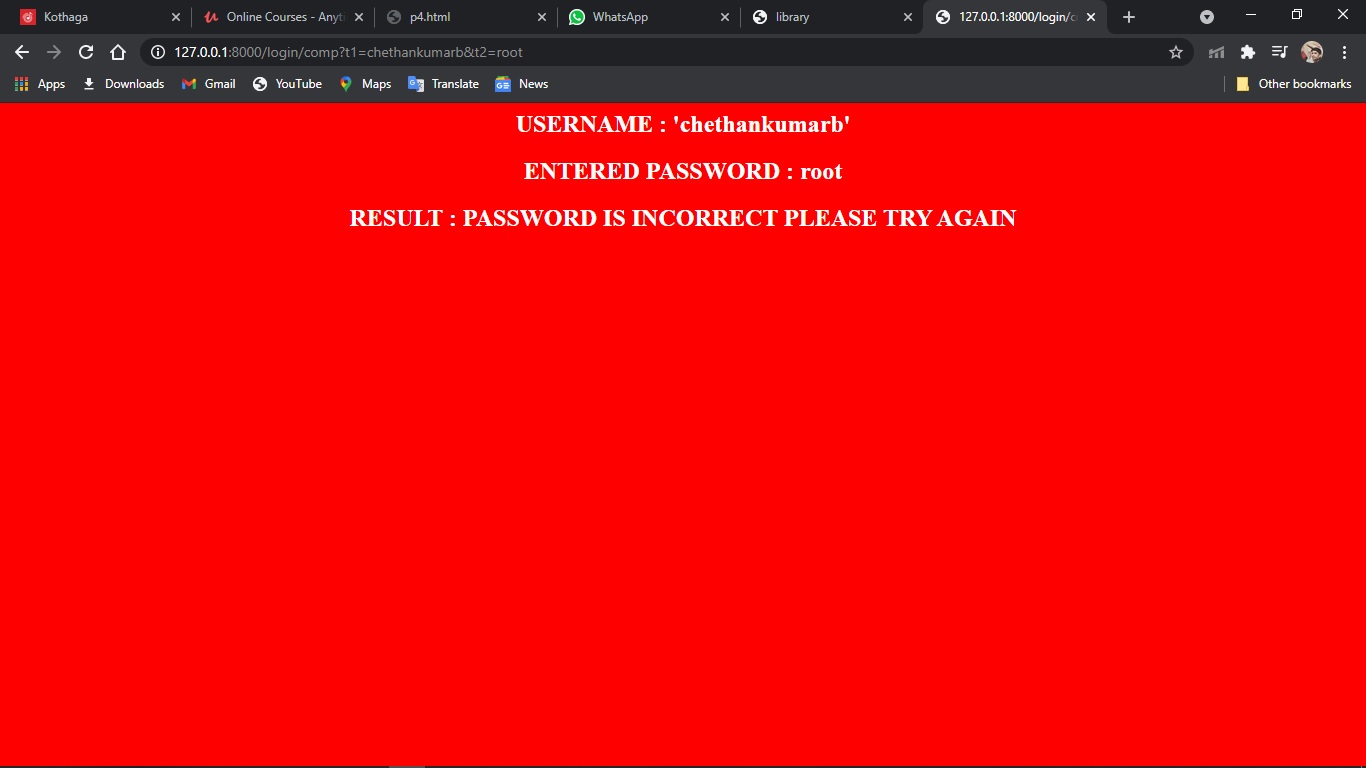 Kothaga
Online Courses - Anyti
p4.html
WhatsApp
library
127.0.0.1:8000/login/c
127.0.0.1:8000/login/comp?t1=chethankumarb&t2=root
Apps
Downloads
Gmail
YouTube
Maps
Translate
News
Other bookmarks
USERNAME : 'chethankumarb'
ENTERED PASSWORD : root
RESULT : PASSWORD IS INCORRECT PLEASE TRY AGAIN